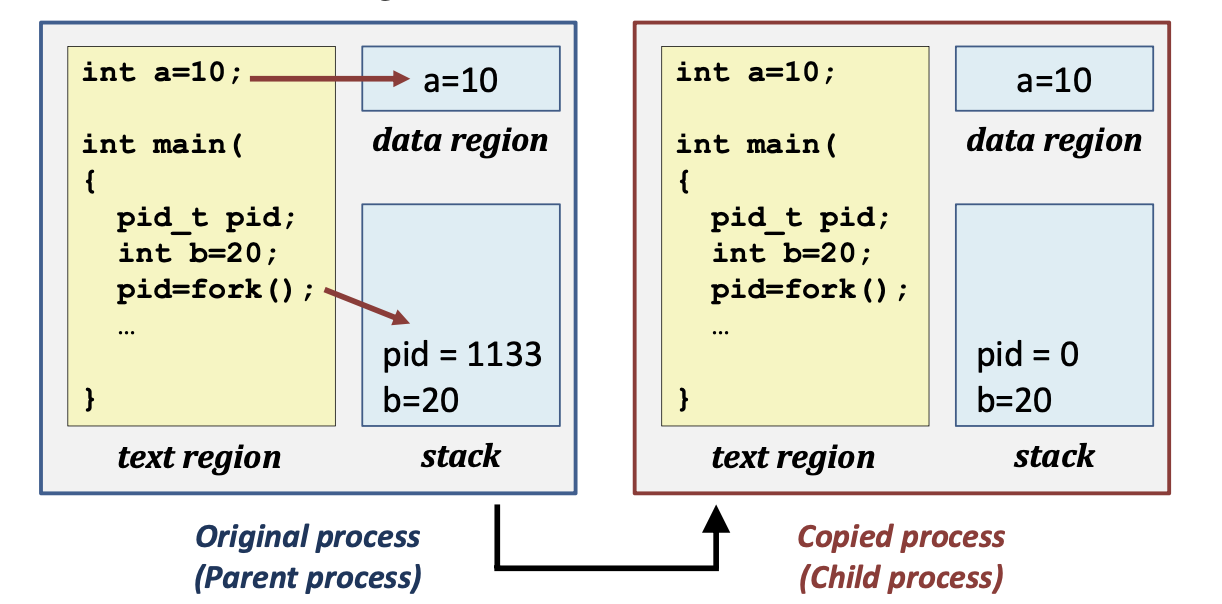 int a=10;
int main(
{
pid_t pid;
int b=20;
pid=fork();
…
}
text region
a=10
data region
pid = 1133
b=20
stack
Original process
(Parent process)
int a=10;
int main(
{
pid_t pid;
int b=20;
pid=fork();
…
}
text region
a=10
data region
pid = 0
b=20
stack
Copied process
(Child process)